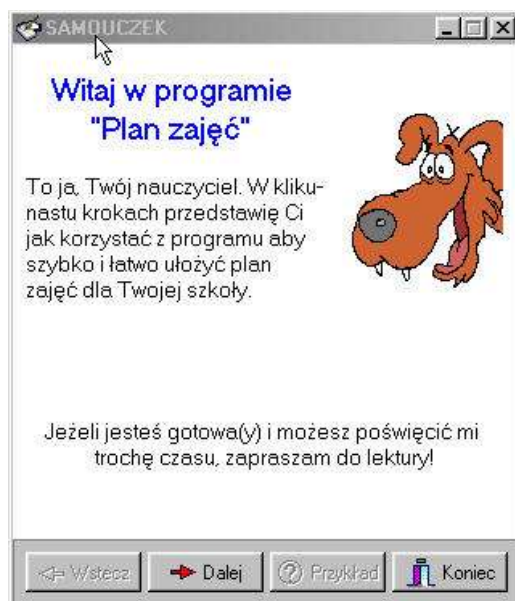 SAMOUCZEK
Witaj w programie
"Plan zajęć"
To ja, Twój nauczyciel. W kliku-
nastu krokach przedstawię Ci
jak korzystać z programu aby
szybko i łatwo ułożyć plan
zajęć dla Twojej szkoły.
Jeżeli jesteś gotowa(y) i możesz poświęcić mi
trochę czasu, zapraszam do lektury!
Wstecz Dalej Przykład Koniec